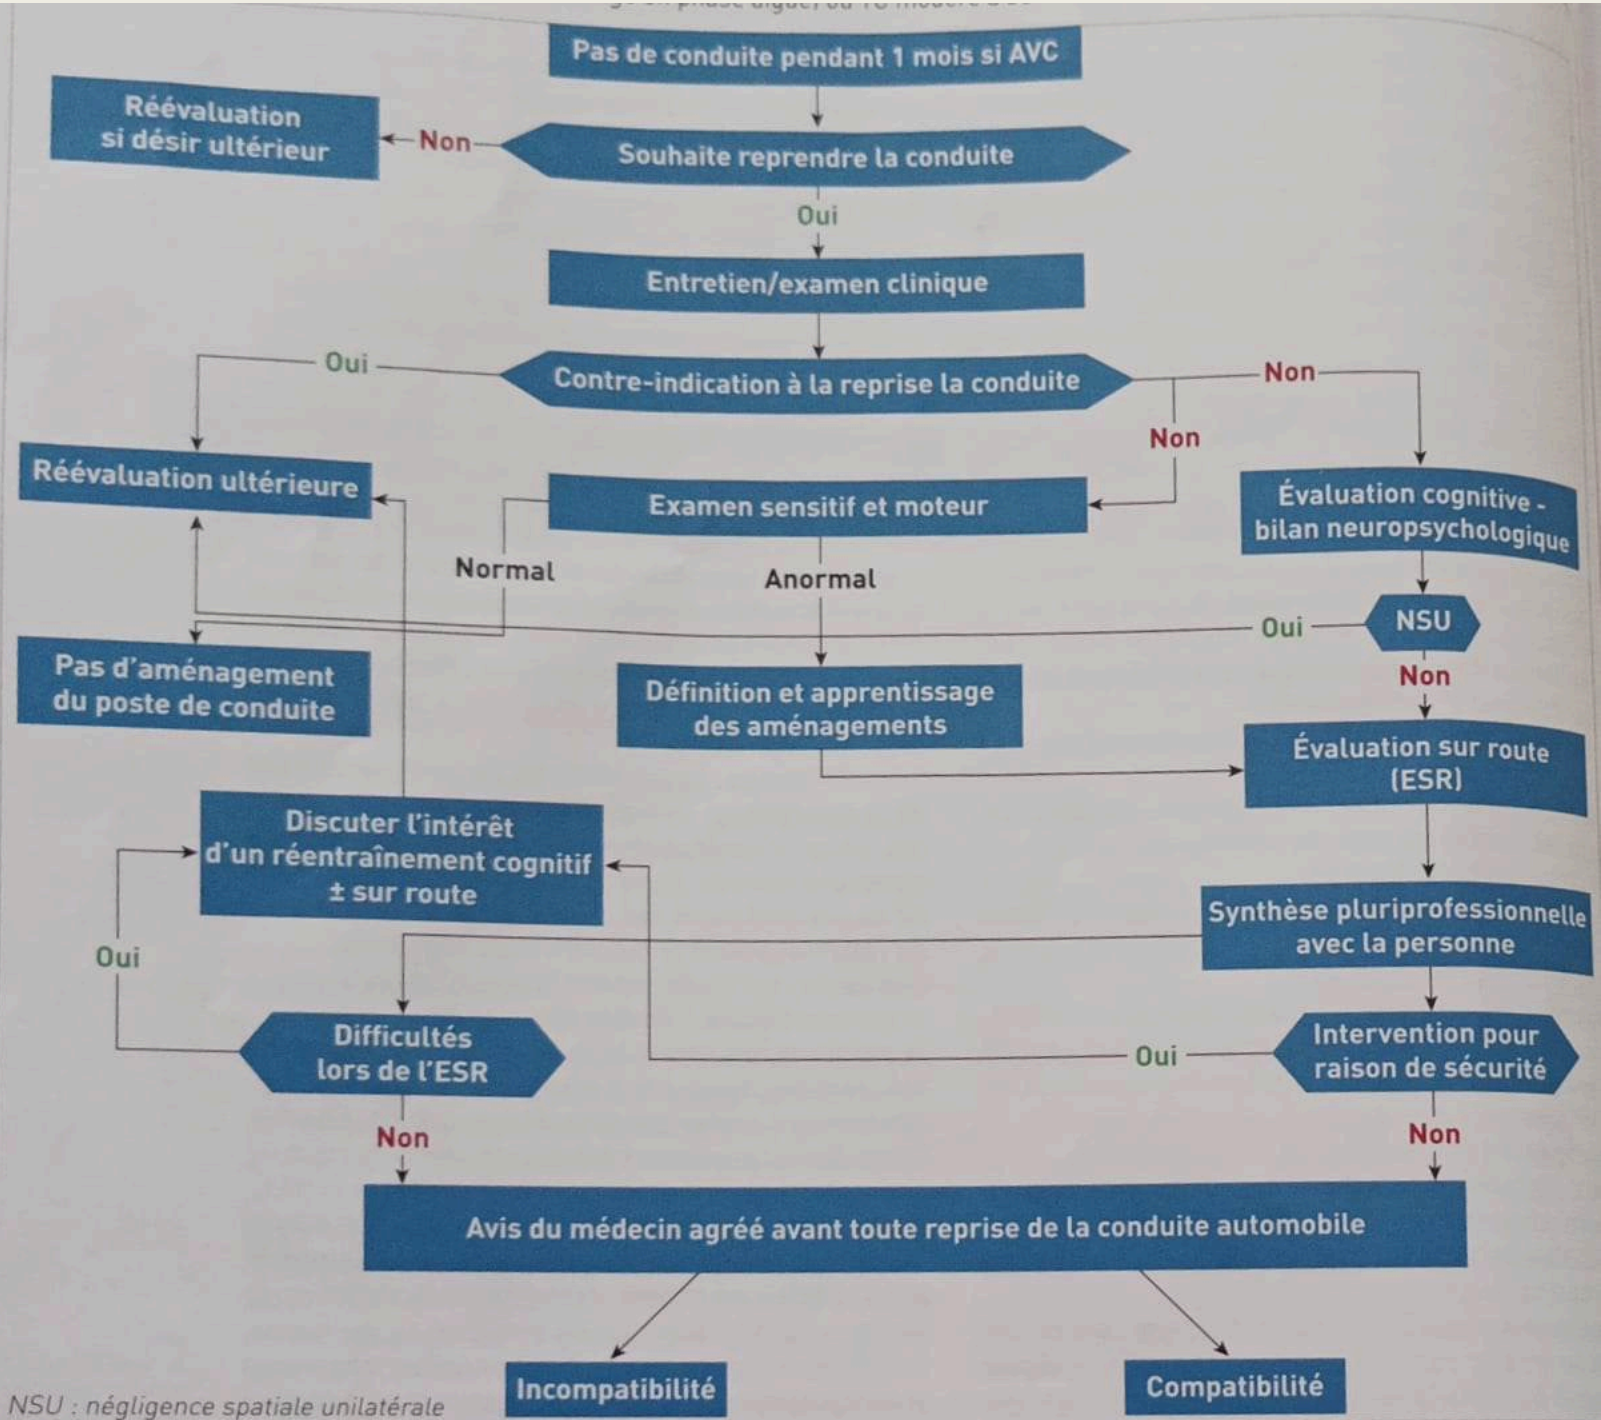 Pas de conduite pendant 1 mois si AVC
Réévaluation
si désir ultérieur
Non
Souhaite reprendre la conduite
Oui
Entretien/examen clinique
Oui
Contre-indication à la reprise la conduite
Non
Non
Réévaluation ultérieure
Examen sensitif et moteur
Évaluation cognitive -
bilan neuropsychologique
Normal
Anormal
Oui
NSU
Non
Pas d'aménagement
du poste de conduite
Définition et apprentissage
des aménagements
Évaluation sur route
(ESR)
Discuter l'intérêt
d'un réentraînement cognitif
± sur route
Synthèse pluriprofessionnelle
avec la personne
Oui
Difficultés
lors de l'ESR
Oui
Intervention pour
raison de sécurité
Non
Non
Avis du médecin agréé avant toute reprise de la conduite automobile
Incompatibilité
Compatibilité
NSU : négligence spatiale unilatérale